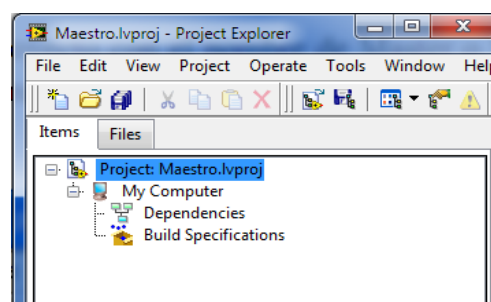 Maestro.lvproj - Project Explorer
File Edit View Project Operate Tools Window Help
Items Files
Project: Maestro.lvproj
My Computer
Dependencies
Build Specifications